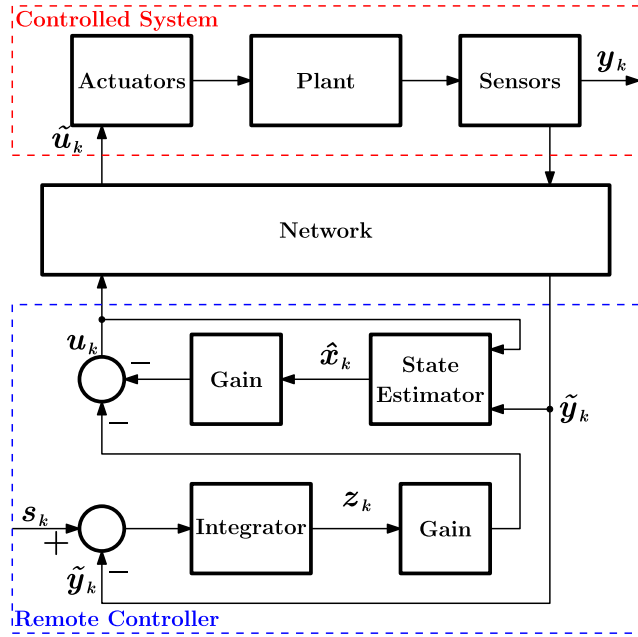 Controlled System
Actuators
Plant
Sensors
y_k
ũ_k
Network
u_k
−
Gain
x̂_k
State
Estimator
−
ỹ_k
s_k
+
Integrator
z_k
Gain
ỹ_k
−
Remote Controller